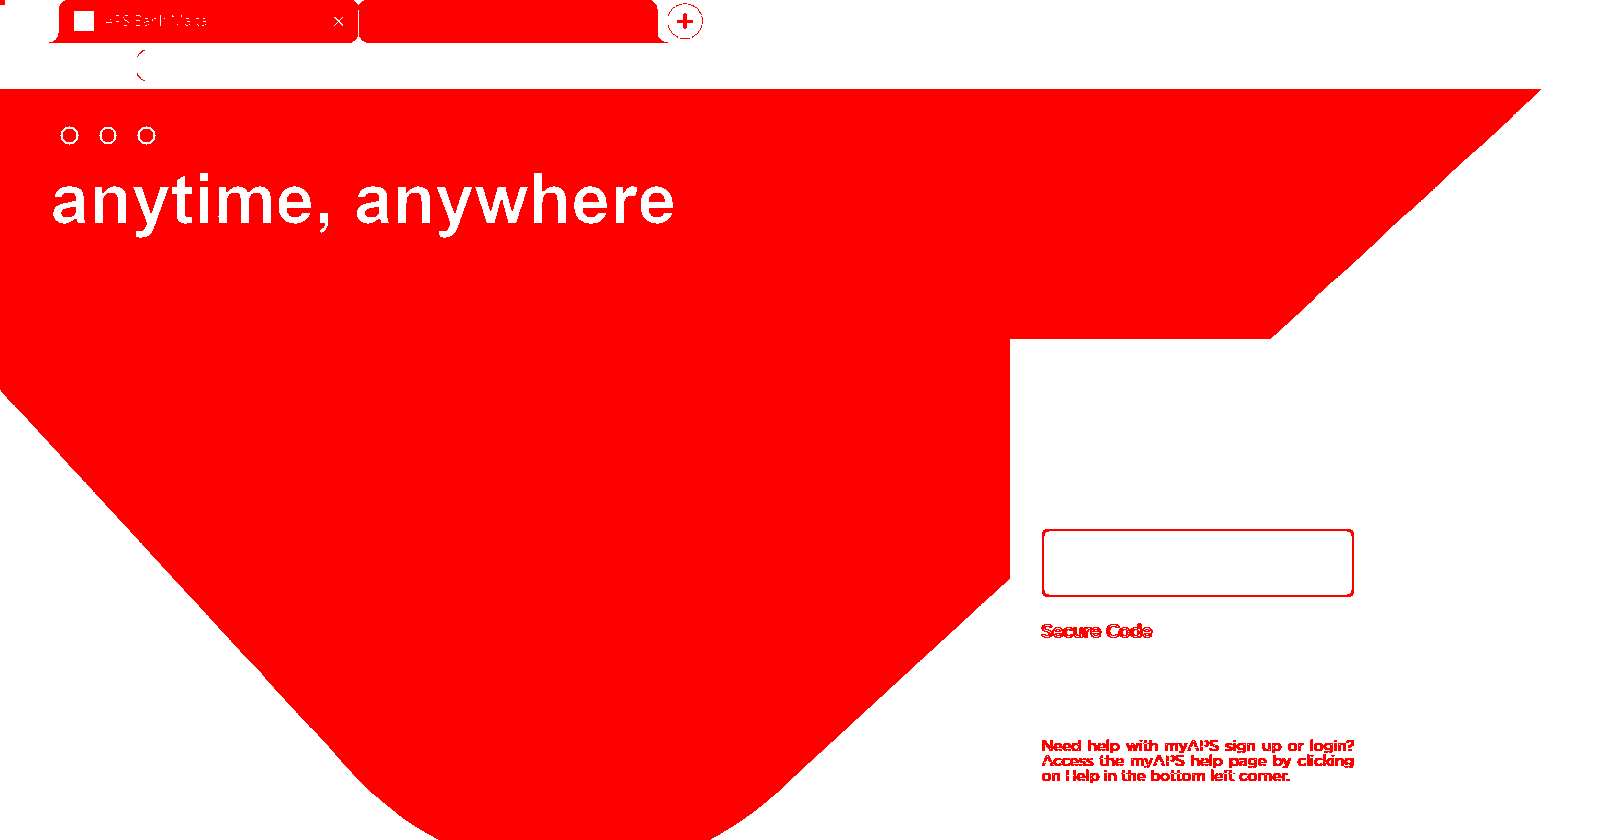 APS Bank Malta
anytime, anywhere
Secure Code
Need help with myAPS sign up or login?
Access the myAPS help page by clicking
on Help in the bottom left corner.